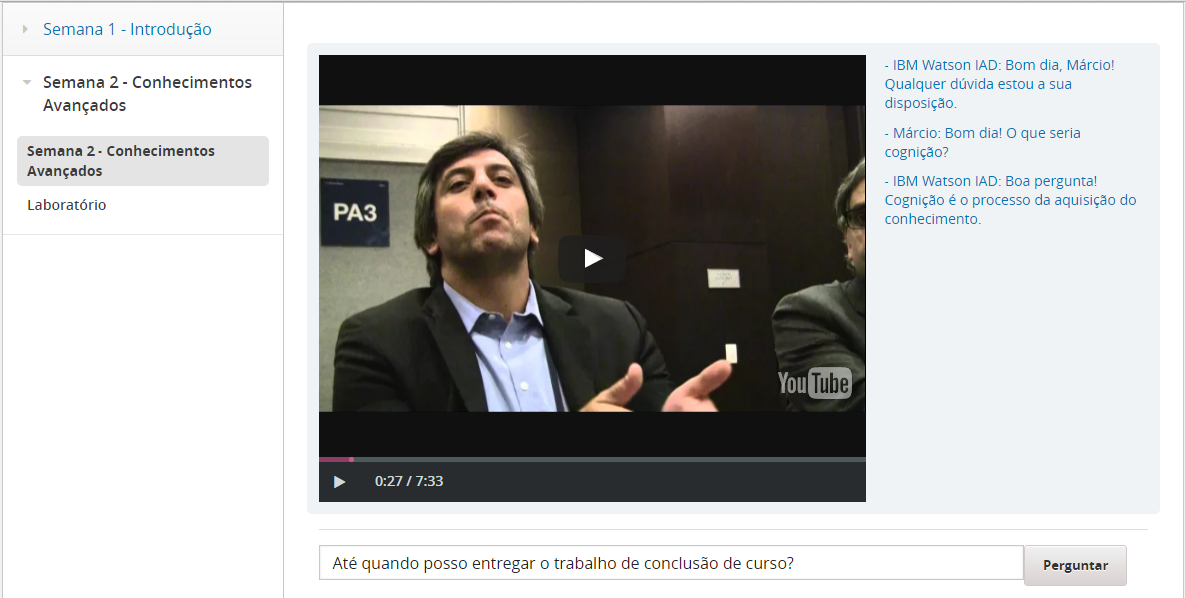 Semana 1 - Introdução
Semana 2 - Conhecimentos
Avançados
Semana 2 - Conhecimentos
Avançados
Laboratório
PA3
YouTube
0:27 / 7:33
- IBM Watson IAD: Bom dia, Márcio!
Qualquer dúvida estou a sua
disposição.
- Márcio: Bom dia! O que seria
cognição?
- IBM Watson IAD: Boa pergunta!
Cognição é o processo da aquisição do
conhecimento.
Até quando posso entregar o trabalho de conclusão de curso?
Perguntar